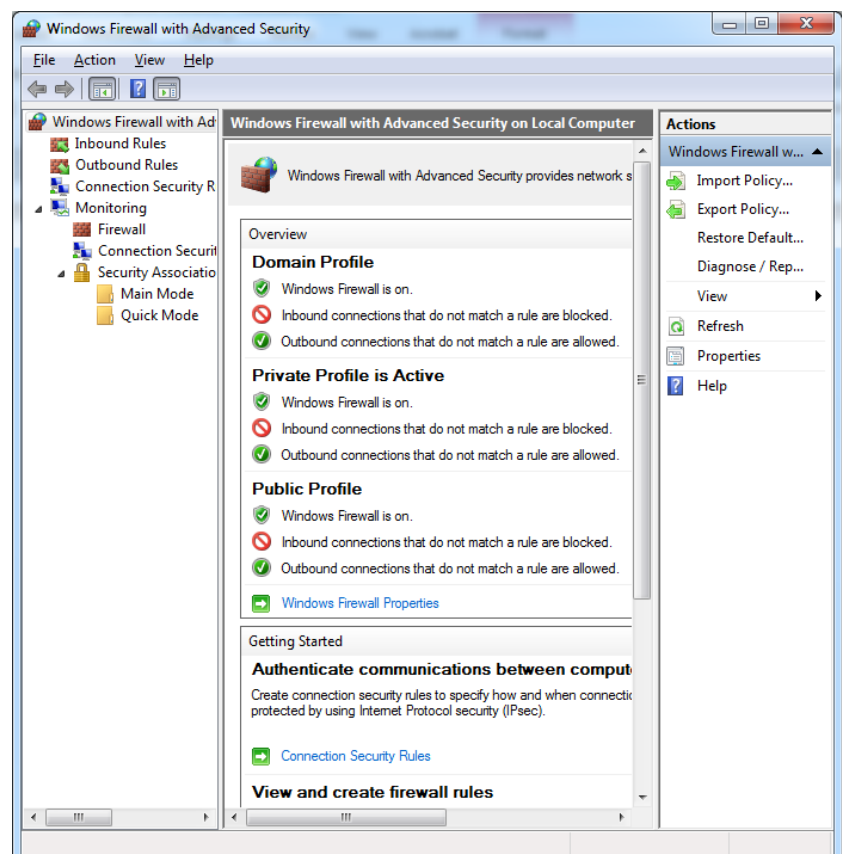 Windows Firewall with Advanced Security
File Action View Help
Windows Firewall with Ad
Inbound Rules
Outbound Rules
Connection Security R
Monitoring
Firewall
Connection Securit
Security Associatio
Main Mode
Quick Mode
Windows Firewall with Advanced Security on Local Computer
Windows Firewall with Advanced Security provides network s
Overview
Domain Profile
Windows Firewall is on.
Inbound connections that do not match a rule are blocked.
Outbound connections that do not match a rule are allowed.
Private Profile is Active
Windows Firewall is on.
Inbound connections that do not match a rule are blocked.
Outbound connections that do not match a rule are allowed.
Public Profile
Windows Firewall is on.
Inbound connections that do not match a rule are blocked.
Outbound connections that do not match a rule are allowed.
Windows Firewall Properties
Getting Started
Authenticate communications between comput
Create connection security rules to specify how and when connectio
protected by using Internet Protocol security (IPsec).
Connection Security Rules
View and create firewall rules
Actions
Windows Firewall w...
Import Policy...
Export Policy...
Restore Default...
Diagnose / Rep...
View
Refresh
Properties
Help